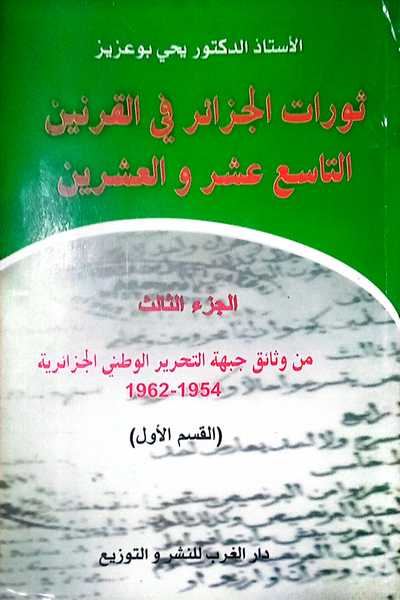 الأستاذ الدكتور يحي بوعزيز
ثورات الجزائر في القرنين
التاسع عشر و العشرين
الجزء الثالث
من وثائق جبهة التحرير الوطني الجزائرية
1962-1954
(القسم الأول)
دار الغرب للنشر و التوزيع